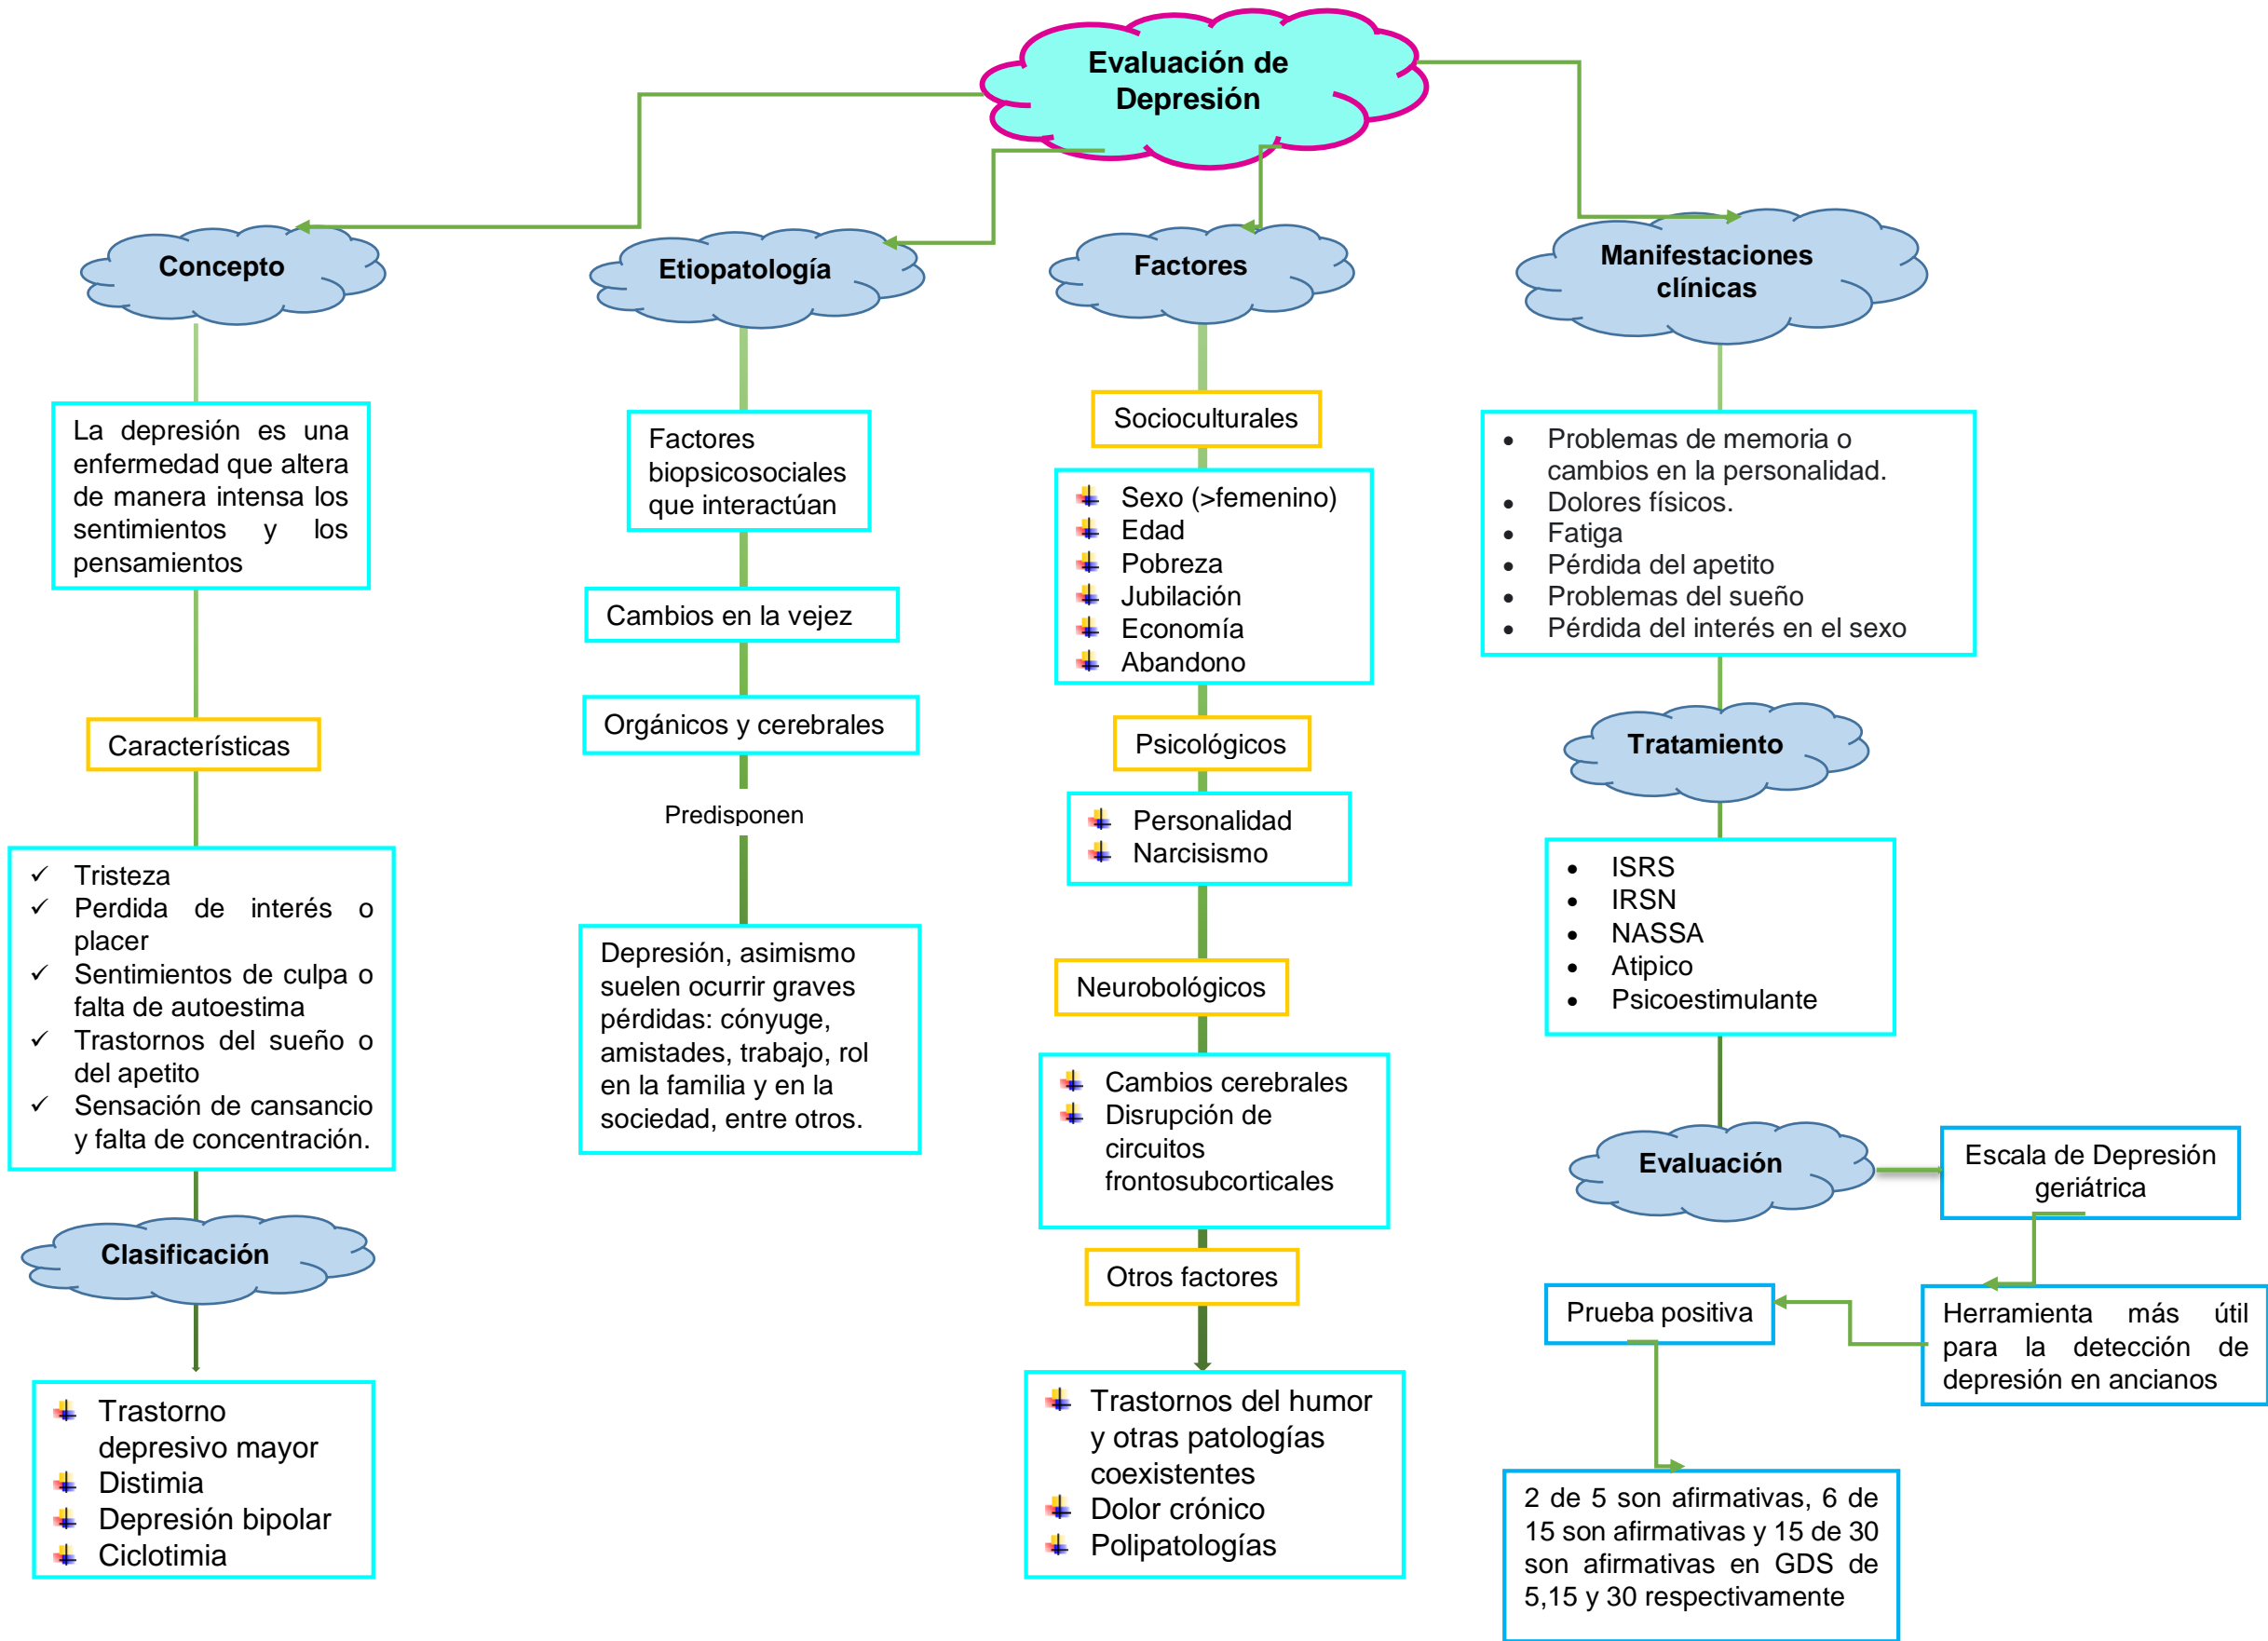 Evaluación de
Depresión
Concepto
La depresión es una
enfermedad que altera
de manera intensa los
sentimientos y los
pensamientos
Características
✓ Tristeza
✓ Perdida de interés o
placer
✓ Sentimientos de culpa o
falta de autoestima
✓ Trastornos del sueño o
del apetito
✓ Sensación de cansancio
y falta de concentración.
Clasificación
Trastorno
depresivo mayor
Distimia
Depresión bipolar
Ciclotimia
Etiopatología
Factores
biopsicosociales
que interactúan
Cambios en la vejez
Orgánicos y cerebrales
Predisponen
Depresión, asimismo
suelen ocurrir graves
pérdidas: cónyuge,
amistades, trabajo, rol
en la familia y en la
sociedad, entre otros.
Factores
Socioculturales
Sexo (>femenino)
Edad
Pobreza
Jubilación
Economía
Abandono
Psicológicos
Personalidad
Narcisismo
Neurobológicos
Cambios cerebrales
Disrupción de
circuitos
frontosubcorticales
Otros factores
Trastornos del humor
y otras patologías
coexistentes
Dolor crónico
Polipatologías
Manifestaciones
clínicas
• Problemas de memoria o
cambios en la personalidad.
• Dolores físicos.
• Fatiga
• Pérdida del apetito
• Problemas del sueño
• Pérdida del interés en el sexo
Tratamiento
• ISRS
• IRSN
• NASSA
• Atipico
• Psicoestimulante
Evaluación
Escala de Depresión
geriátrica
Herramienta más útil
para la detección de
depresión en ancianos
Prueba positiva
2 de 5 son afirmativas, 6 de
15 son afirmativas y 15 de 30
son afirmativas en GDS de
5,15 y 30 respectivamente